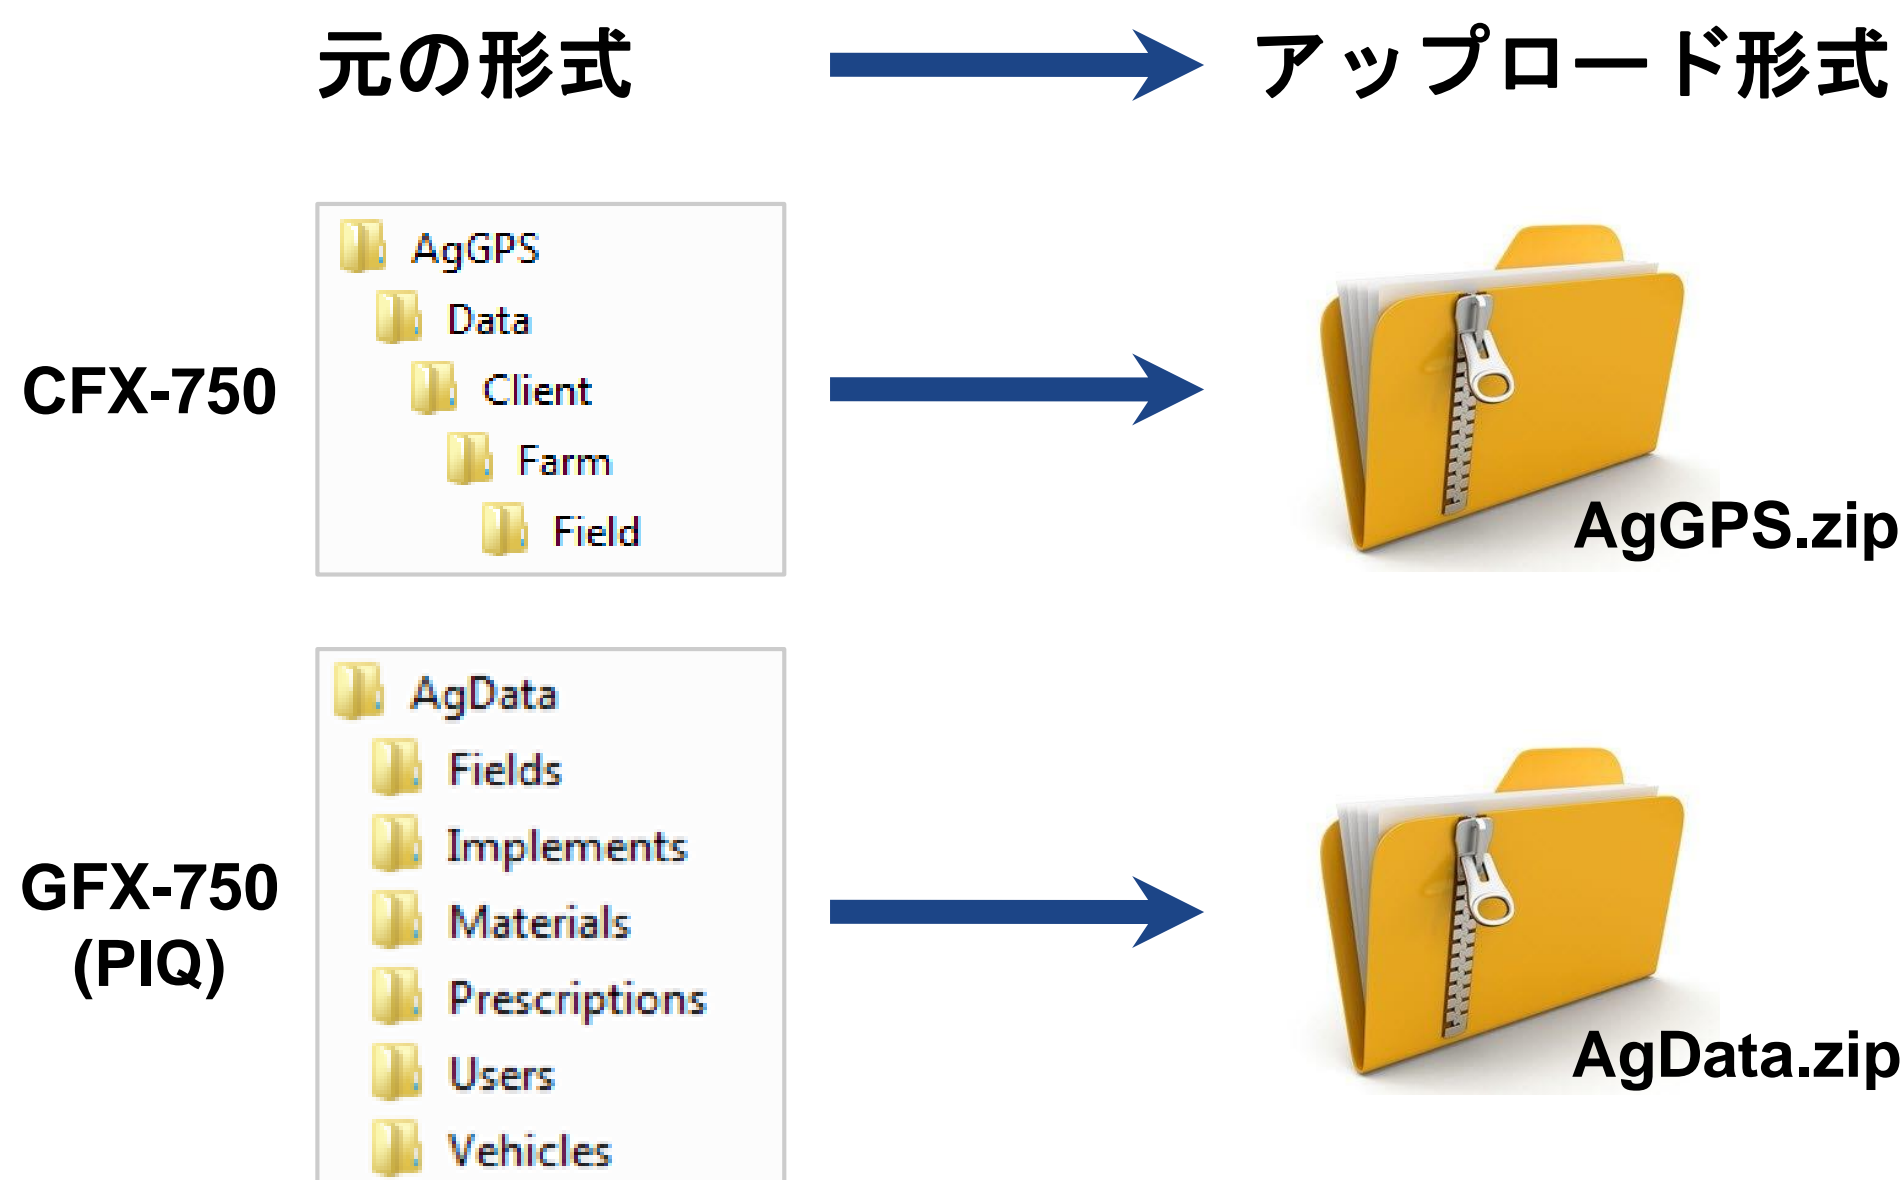 元の形式
アップロード形式
CFX-750
AgGPS
Data
Client
Farm
Field
AgGPS.zip
GFX-750
(PIQ)
AgData
Fields
Implements
Materials
Prescriptions
Users
Vehicles
AgData.zip